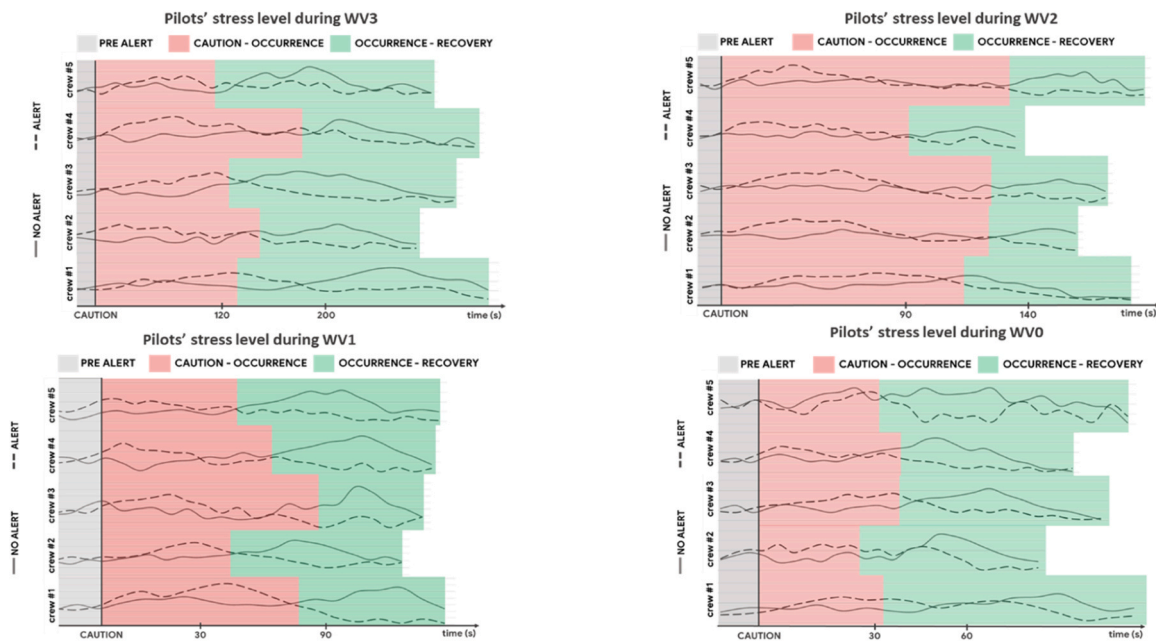 Pilots' stress level during WV3
PRE ALERT CAUTION - OCCURRENCE OCCURRENCE - RECOVERY
ALERT
NO ALERT
crew #5
crew #4
crew #3
crew #2
crew #1
CAUTION 120 200 time (s)
Pilots' stress level during WV2
PRE ALERT CAUTION - OCCURRENCE OCCURRENCE - RECOVERY
ALERT
NO ALERT
crew #5
crew #4
crew #3
crew #2
crew #1
CAUTION 90 140 time (s)
Pilots' stress level during WV1
PRE ALERT CAUTION - OCCURRENCE OCCURRENCE - RECOVERY
ALERT
NO ALERT
crew #5
crew #4
crew #3
crew #2
crew #1
CAUTION 30 90 time (s)
Pilots' stress level during WV0
PRE ALERT CAUTION - OCCURRENCE OCCURRENCE - RECOVERY
ALERT
NO ALERT
crew #5
crew #4
crew #3
crew #2
crew #1
CAUTION 30 60 time (s)